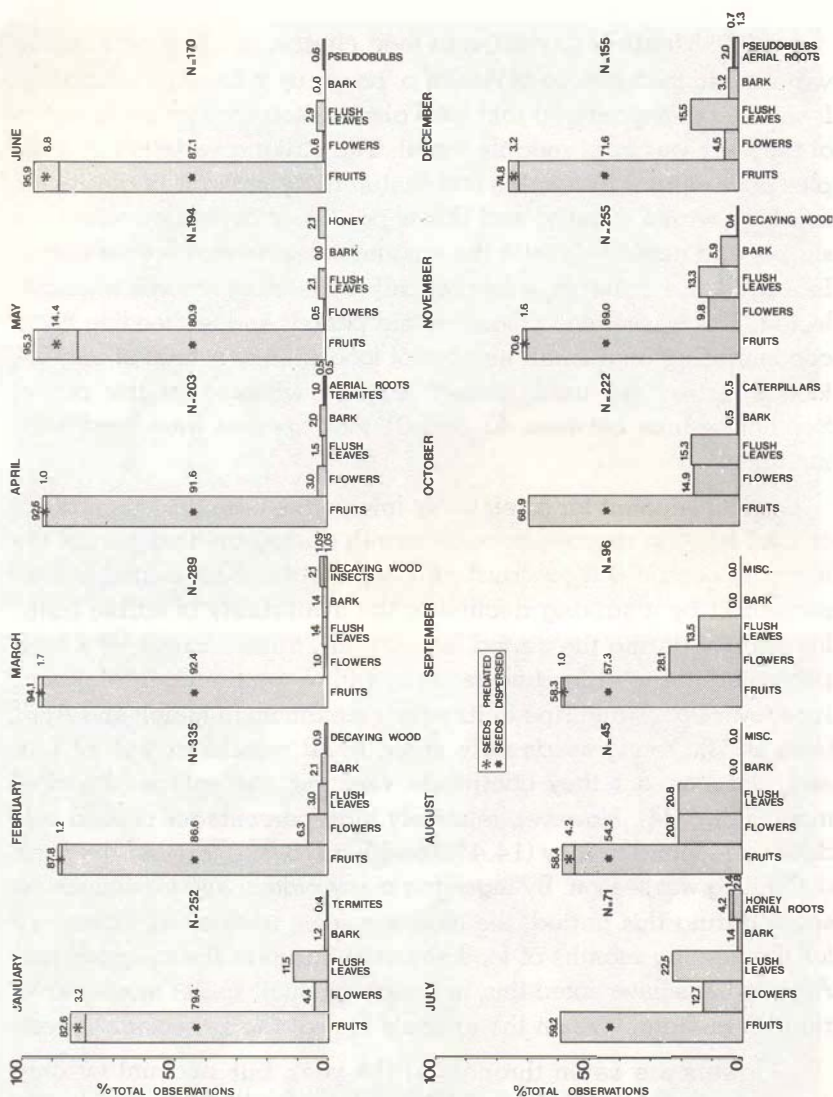 % TOTAL OBSERVATIONS
100
50
0
JANUARY
N=252
82.6
3.2
79.4
4.4
11.5
1.2
0.4
FRUITS
FLOWERS
FLUSH LEAVES
BARK
TERMITES
FEBRUARY
N=335
87.8
1.2
86.6
6.3
3.0
2.1
0.9
FRUITS
FLOWERS
FLUSH LEAVES
BARK
DECAYING WOOD
MARCH
N=289
94.1
1.7
92.4
1.0
1.4
1.4
2.1
1.05
1.05
FRUITS
FLOWERS
FLUSH LEAVES
BARK
DECAYING WOOD
INSECTS
APRIL
N=203
92.6
1.0
91.6
3.0
1.5
2.0
1.0
0.5
0.5
FRUITS
FLOWERS
FLUSH LEAVES
BARK
AERIAL ROOTS
TERMITES
MAY
N=194
95.3
14.4
80.9
0.5
2.1
0.0
2.1
FRUITS
FLOWERS
FLUSH LEAVES
BARK
HONEY
JUNE
N=170
95.9
8.8
87.1
0.6
2.9
0.0
0.6
FRUITS
FLOWERS
FLUSH LEAVES
BARK
PSEUDOBULBS
% TOTAL OBSERVATIONS
100
50
0
JULY
N=71
59.2
12.7
22.5
1.4
4.2
1.4
2.8
FRUITS
FLOWERS
FLUSH LEAVES
BARK
HONEY
AERIAL ROOTS
AUGUST
N=45
58.4
4.2
54.2
20.8
20.8
0.0
0.0
FRUITS
FLOWERS
FLUSH LEAVES
BARK
MISC.
SEEDS PREDATED
SEEDS DISPERSED
SEPTEMBER
N=96
58.3
1.0
57.3
28.1
13.5
0.0
0.0
FRUITS
FLOWERS
FLUSH LEAVES
BARK
MISC.
OCTOBER
N=222
68.9
14.9
15.3
0.5
0.5
FRUITS
FLOWERS
FLUSH LEAVES
BARK
CATERPILLARS
NOVEMBER
N=255
70.6
1.6
69.0
9.8
13.3
5.9
0.4
FRUITS
FLOWERS
FLUSH LEAVES
BARK
DECAYING WOOD
DECEMBER
N=155
74.8
3.2
71.6
4.5
15.5
3.2
2.0
0.7
1.3
FRUITS
FLOWERS
FLUSH LEAVES
BARK
PSEUDOBULBS
AERIAL ROOTS